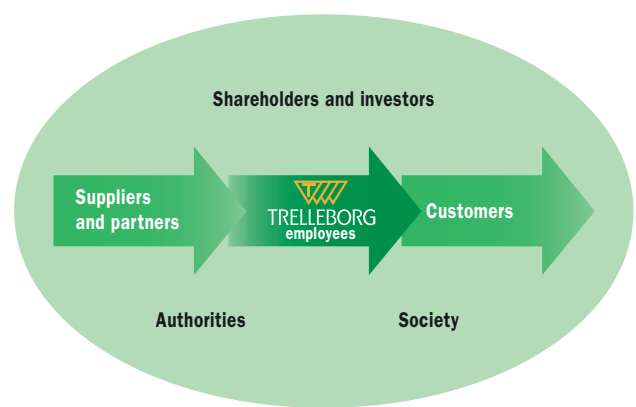 Shareholders and investors
Suppliers
and partners
TRELLEBORG
employees
Customers
Authorities
Society